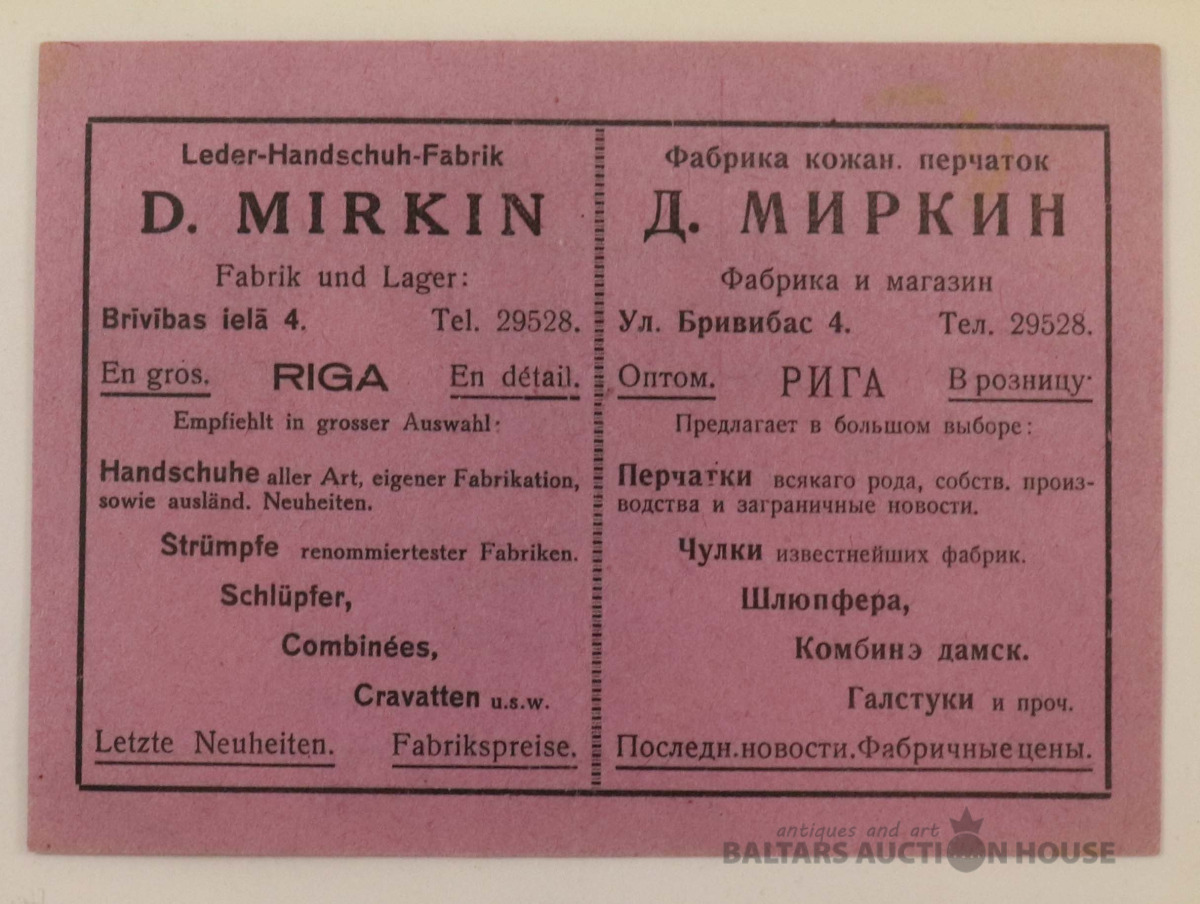 Leder-Handschuh-Fabrik
D. MIRKIN
Fabrik und Lager:
Brīvības ielā 4. Tel. 29528.
En gros. RIGA En détail.
Empfiehlt in grosser Auswahl:
Handschuhe aller Art, eigener Fabrikation,
sowie ausländ. Neuheiten.
Strümpfe renommiertester Fabriken.
Schlüpfer,
Combinées,
Cravatten u.s.w.
Letzte Neuheiten. Fabrikspreise.
Фабрика кожан. перчаток
Д. МИРКИН
Фабрика и магазин
Ул. Бривибас 4. Тел. 29528.
Оптом. РИГА В розницу.
Предлагает в большом выборе:
Перчатки всякаго рода, собств. произ-
водства и заграничные новости.
Чулки известнейших фабрик.
Шлюпфера,
Комбинэ дамск.
Галстуки и проч.
Последн.новости.Фабричные цены.
antiques and art
BALTARS AUCTION HOUSE